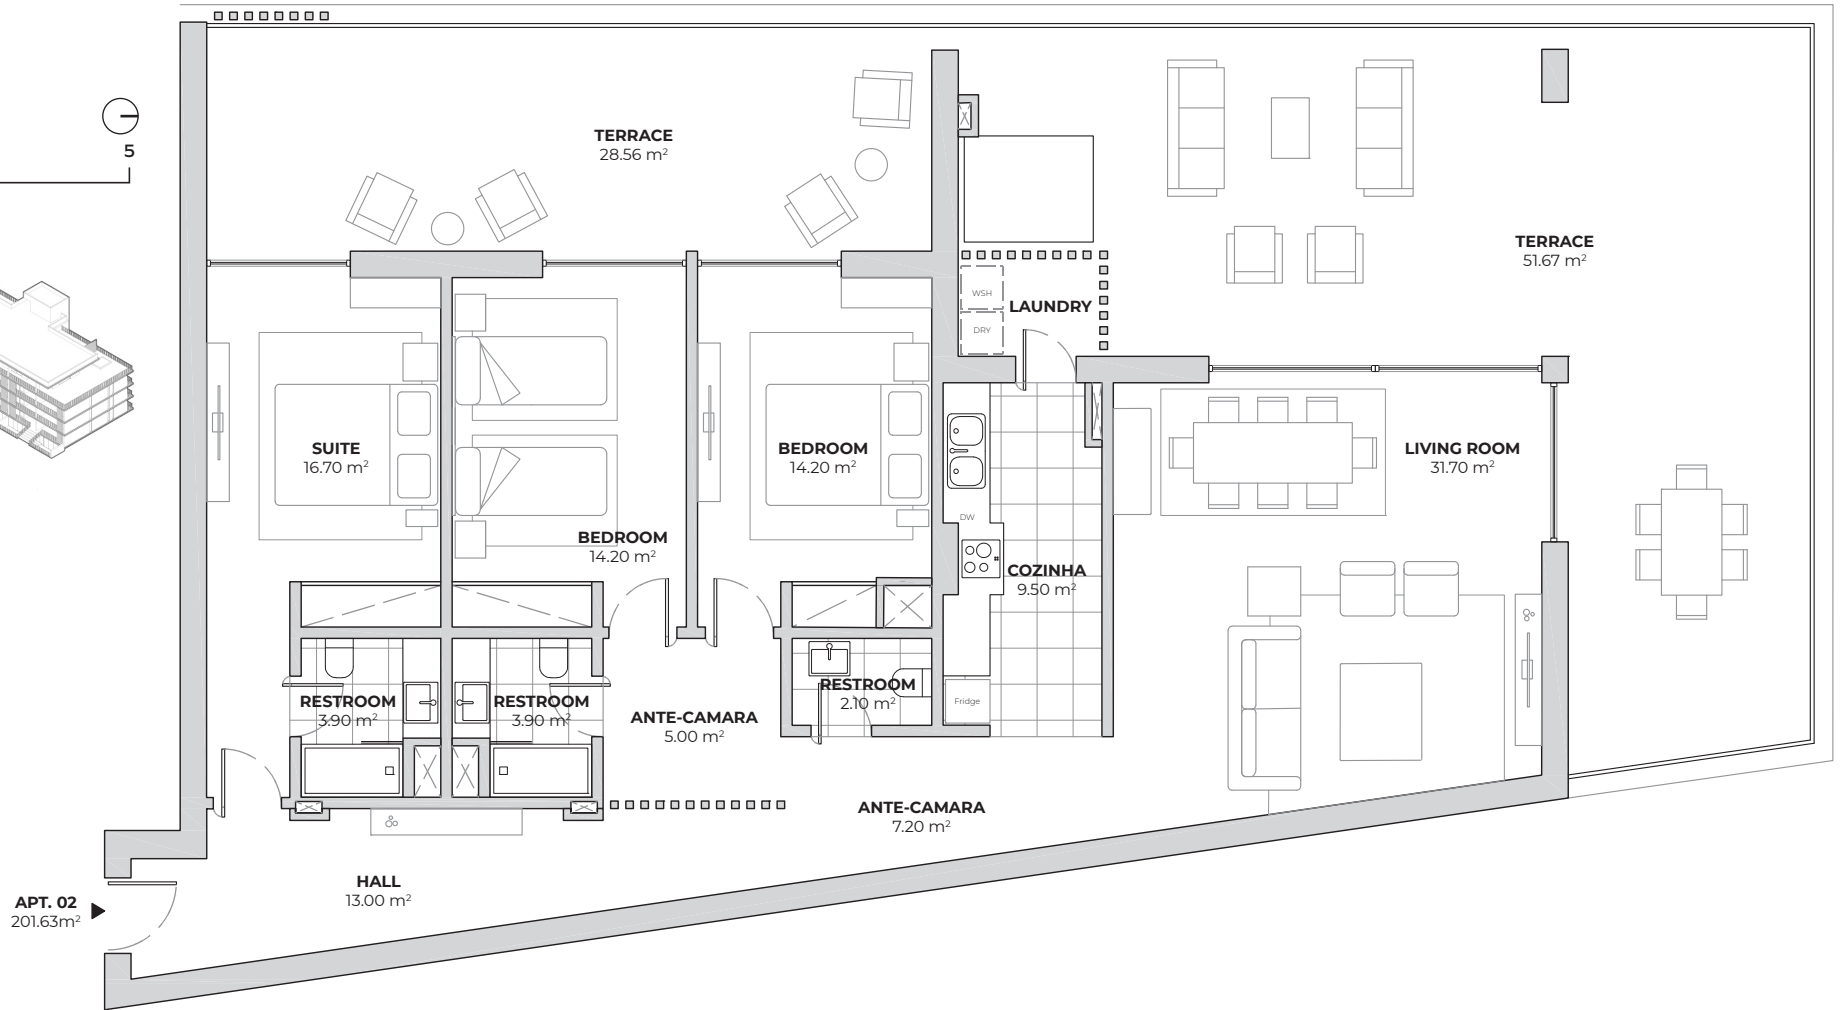 5
TERRACE
28.56 m²
TERRACE
51.67 m²
WSH
DRY
LAUNDRY
SUITE
16.70 m²
BEDROOM
14.20 m²
BEDROOM
14.20 m²
LIVING ROOM
31.70 m²
DW
COZINHA
9.50 m²
RESTROOM
3.90 m²
RESTROOM
3.90 m²
RESTROOM
2.10 m²
Fridge
ANTE-CAMARA
5.00 m²
ANTE-CAMARA
7.20 m²
HALL
13.00 m²
APT. 02
201.63m²